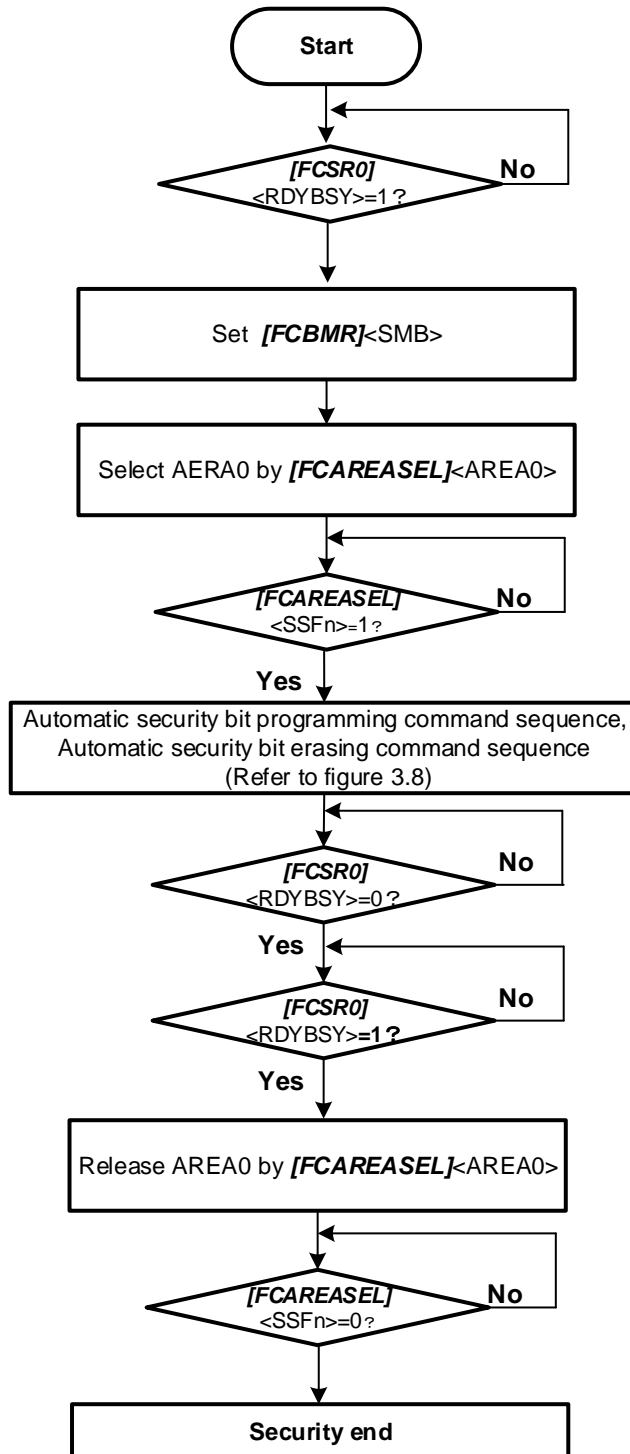 Start
[FCSR0]
<RDYBSY>=1?
No
Set [FCBMR]<SMB>
Select AERA0 by [FCAREASEL]<AREA0>
[FCAREASEL]
<SSFn>=1?
No
Yes
Automatic security bit programming command sequence,
Automatic security bit erasing command sequence
(Refer to figure 3.8)
[FCSR0]
<RDYBSY>=0?
No
Yes
[FCSR0]
<RDYBSY>=1?
No
Yes
Release AREA0 by [FCAREASEL]<AREA0>
[FCAREASEL]
<SSFn>=0?
No
Security end